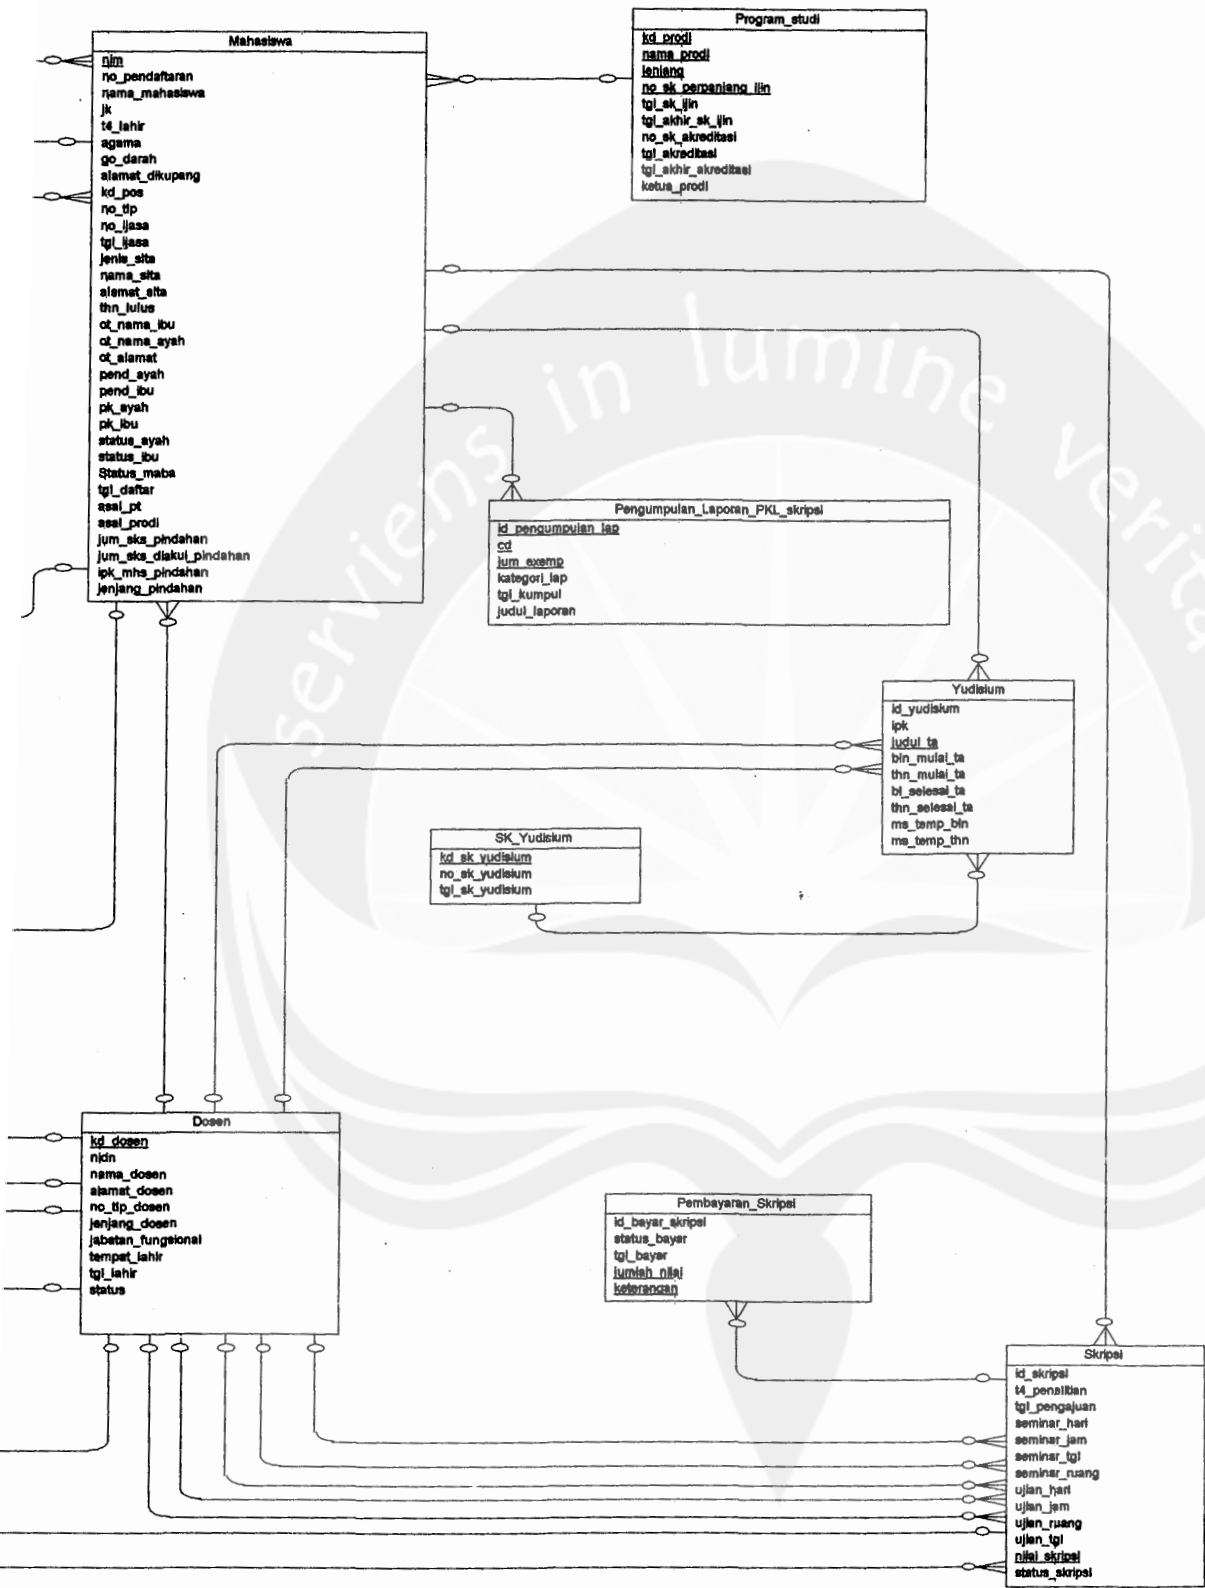 Mahasiswa
nim
no_pendaftaran
nama_mahasiswa
jk
t4_lahir
agama
go_darah
alamat_dikupang
kd_pos
no_tlp
no_ijasa
tgl_ijasa
jenis_slta
nama_slta
alamat_slta
thn_lulus
ot_nama_ibu
ot_nama_ayah
ot_alamat
pend_ayah
pend_ibu
pk_ayah
pk_ibu
status_ayah
status_ibu
Status_maba
tgl_daftar
asal_pt
asal_prodi
jum_sks_pindahan
jum_sks_diakui_pindahan
ipk_mhs_pindahan
jenjang_pindahan
Program_studi
kd_prodi
nama_prodi
jenjang
no_sk_perpanjang_ijin
tgl_sk_ijin
tgl_akhir_sk_ijin
no_sk_akreditasi
tgl_akreditasi
tgl_akhir_akreditasi
ketua_prodi
serviens in lumine verita
Pengumpulan_Laporan_PKL_skripsi
id_pengumpulan_lap
cd
jum_exemp
kategori_lap
tgl_kumpul
judul_laporan
Yudisium
id_yudisium
ipk
judul_ta
bln_mulai_ta
thn_mulai_ta
bl_selesai_ta
thn_selesai_ta
ms_temp_bln
ms_temp_thn
SK_Yudisium
kd_sk_yudisium
no_sk_yudisium
tgl_sk_yudisium
Dosen
kd_dosen
nidn
nama_dosen
alamat_dosen
no_tlp_dosen
jenjang_dosen
jabatan_fungsional
tempat_lahir
tgl_lahir
status
Pembayaran_Skripsi
id_bayar_skripsi
status_bayar
tgl_bayar
jumlah_nilai
keterangan
Skripsi
id_skripsi
t4_penelitian
tgl_pengajuan
seminar_hari
seminar_jam
seminar_tgl
seminar_ruang
ujian_hari
ujian_jam
ujian_ruang
ujian_tgl
nilai_skripsi
status_skripsi